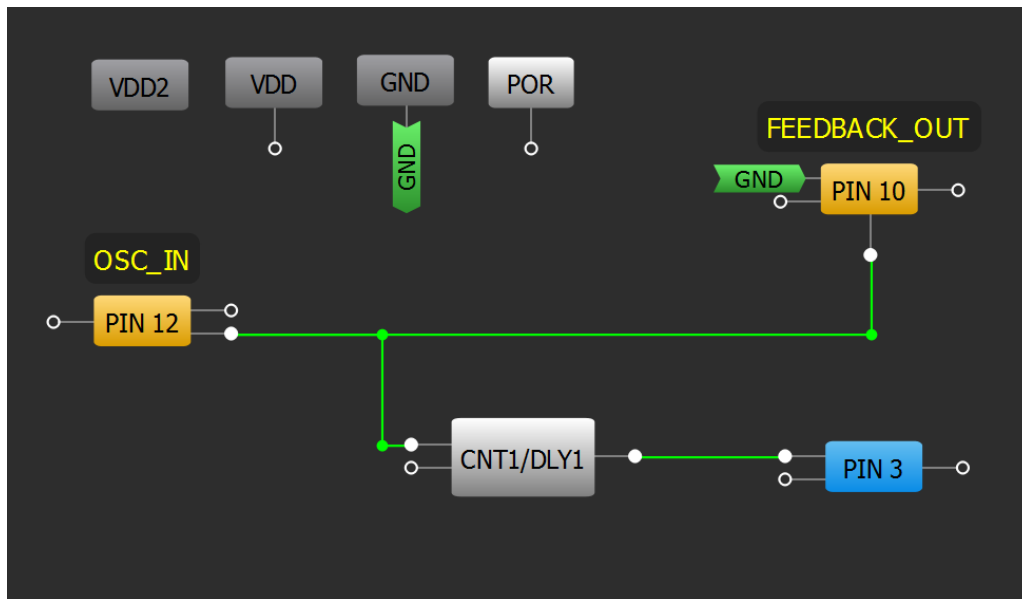 VDD2
VDD
GND
POR
GND
FEEDBACK_OUT
GND
PIN 10
OSC_IN
PIN 12
CNT1/DLY1
PIN 3